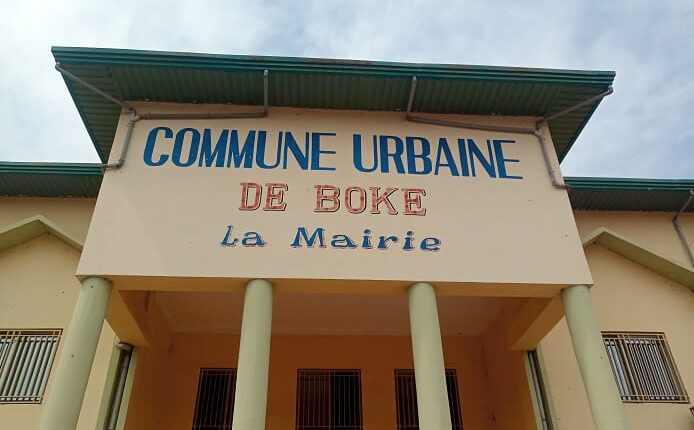 COMMUNE URBAINE
DE BOKE
La Mairie